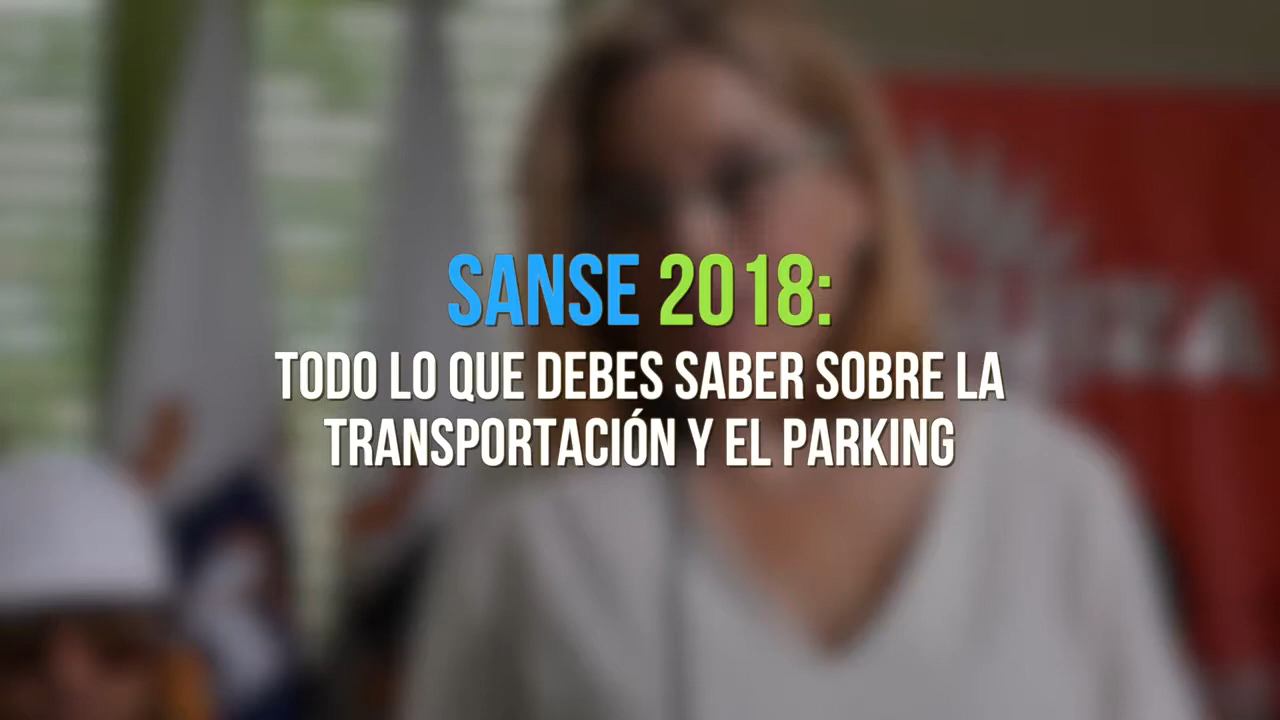 SANSE 2018:
TODO LO QUE DEBES SABER SOBRE LA
TRANSPORTACIÓN Y EL PARKING